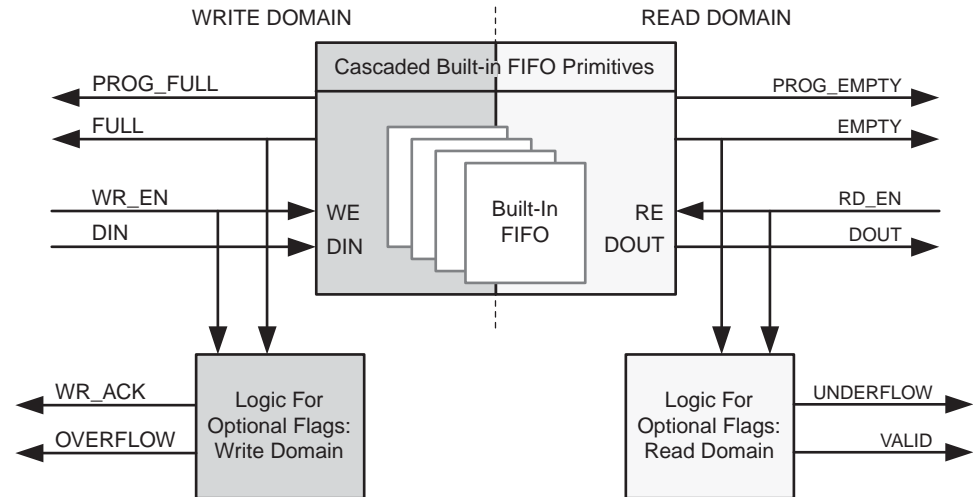 WRITE DOMAIN
READ DOMAIN
Cascaded Built-in FIFO Primitives
PROG_FULL
PROG_EMPTY
FULL
EMPTY
WR_EN
WE
Built-In
FIFO
RE
RD_EN
DIN
DIN
DOUT
DOUT
WR_ACK
OVERFLOW
Logic For
Optional Flags:
Write Domain
Logic For
Optional Flags:
Read Domain
UNDERFLOW
VALID